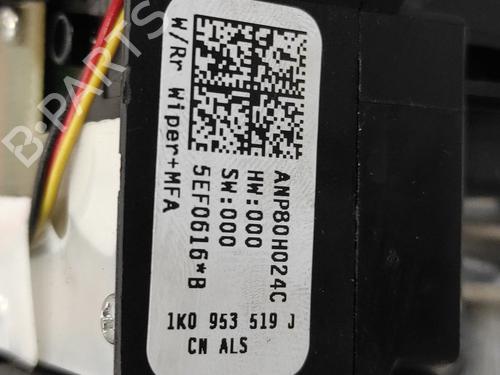 W/Rr Wiper+MFA
ANP80H024C
HW:000
SW:000
5EF0616*B
1K0 953 519 J
CN ALS
B-PARTS